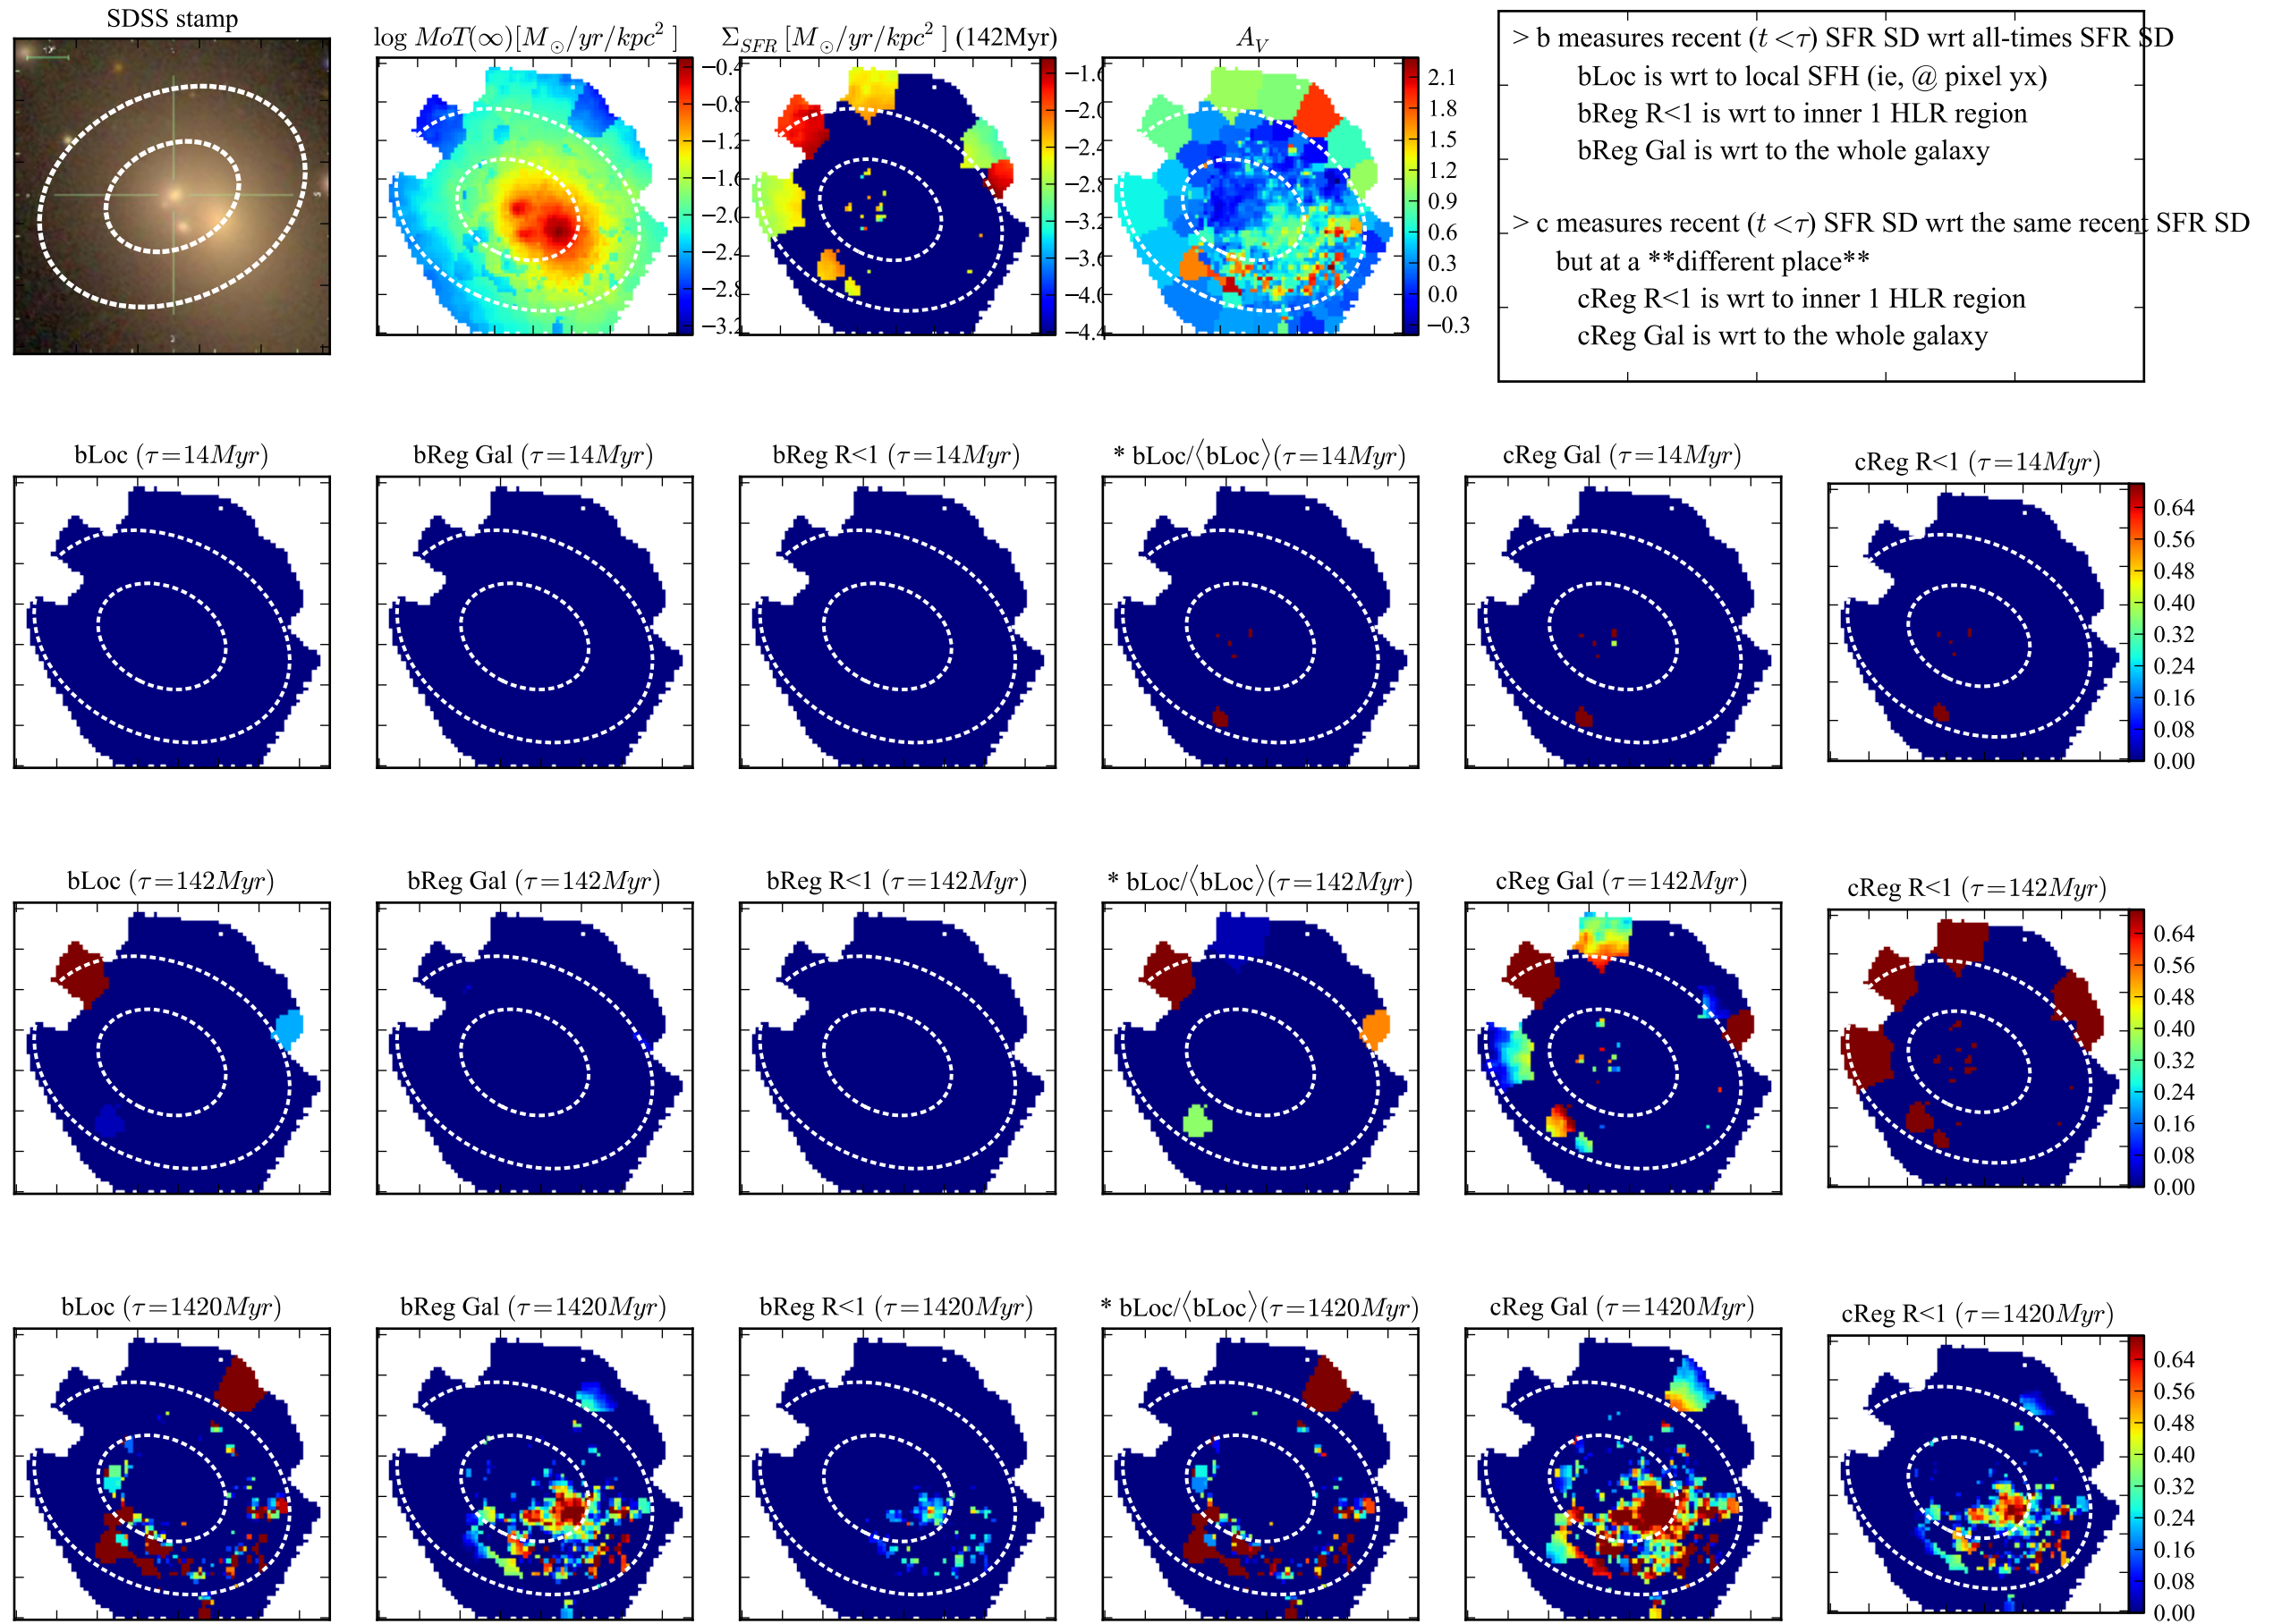 SDSS stamp
log MoT(∞)[M⊙/yr/kpc²]
Σ_SFR [M⊙/yr/kpc²] (142Myr)
A_V
−0.4
−0.8
−1.2
−1.6
−2.0
−2.4
−2.8
−3.2
−1.6
−2.0
−2.4
−2.8
−3.2
−3.6
−4.0
−4.4
2.1
1.8
1.5
1.2
0.9
0.6
0.3
0.0
−0.3
> b measures recent (t<τ) SFR SD wrt all-times SFR SD
bLoc is wrt to local SFH (ie, @ pixel yx)
bReg R<1 is wrt to inner 1 HLR region
bReg Gal is wrt to the whole galaxy
> c measures recent (t<τ) SFR SD wrt the same recent SFR SD
but at a **different place**
cReg R<1 is wrt to inner 1 HLR region
cReg Gal is wrt to the whole galaxy
bLoc (τ=14Myr)
bReg Gal (τ=14Myr)
bReg R<1 (τ=14Myr)
* bLoc/⟨bLoc⟩(τ=14Myr)
cReg Gal (τ=14Myr)
cReg R<1 (τ=14Myr)
0.64
0.56
0.48
0.40
0.32
0.24
0.16
0.08
0.00
bLoc (τ=142Myr)
bReg Gal (τ=142Myr)
bReg R<1 (τ=142Myr)
* bLoc/⟨bLoc⟩(τ=142Myr)
cReg Gal (τ=142Myr)
cReg R<1 (τ=142Myr)
0.64
0.56
0.48
0.40
0.32
0.24
0.16
0.08
0.00
bLoc (τ=1420Myr)
bReg Gal (τ=1420Myr)
bReg R<1 (τ=1420Myr)
* bLoc/⟨bLoc⟩(τ=1420Myr)
cReg Gal (τ=1420Myr)
cReg R<1 (τ=1420Myr)
0.64
0.56
0.48
0.40
0.32
0.24
0.16
0.08
0.00